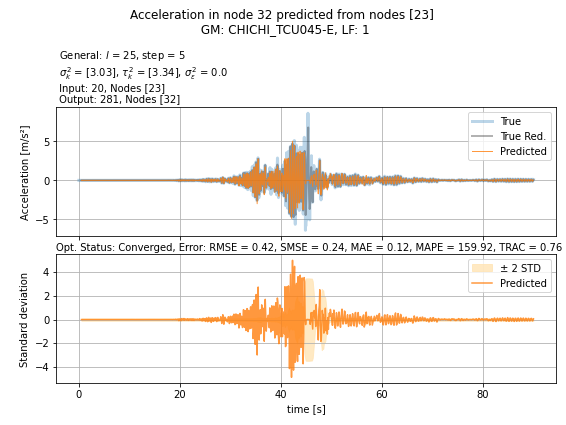 Acceleration in node 32 predicted from nodes [23]
GM: CHICHI_TCU045-E, LF: 1
General: l = 25, step = 5
σ²ₖ = [3.03], τ²ₖ = [3.34], σ²ε = 0.0
Input: 20, Nodes [23]
Output: 281, Nodes [32]
True
True Red.
Predicted
5
0
−5
Acceleration [m/s²]
Opt. Status: Converged, Error: RMSE = 0.42, SMSE = 0.24, MAE = 0.12, MAPE = 159.92, TRAC = 0.76
± 2 STD
Predicted
4
2
0
−2
−4
Standard deviation
0 20 40 60 80
time [s]